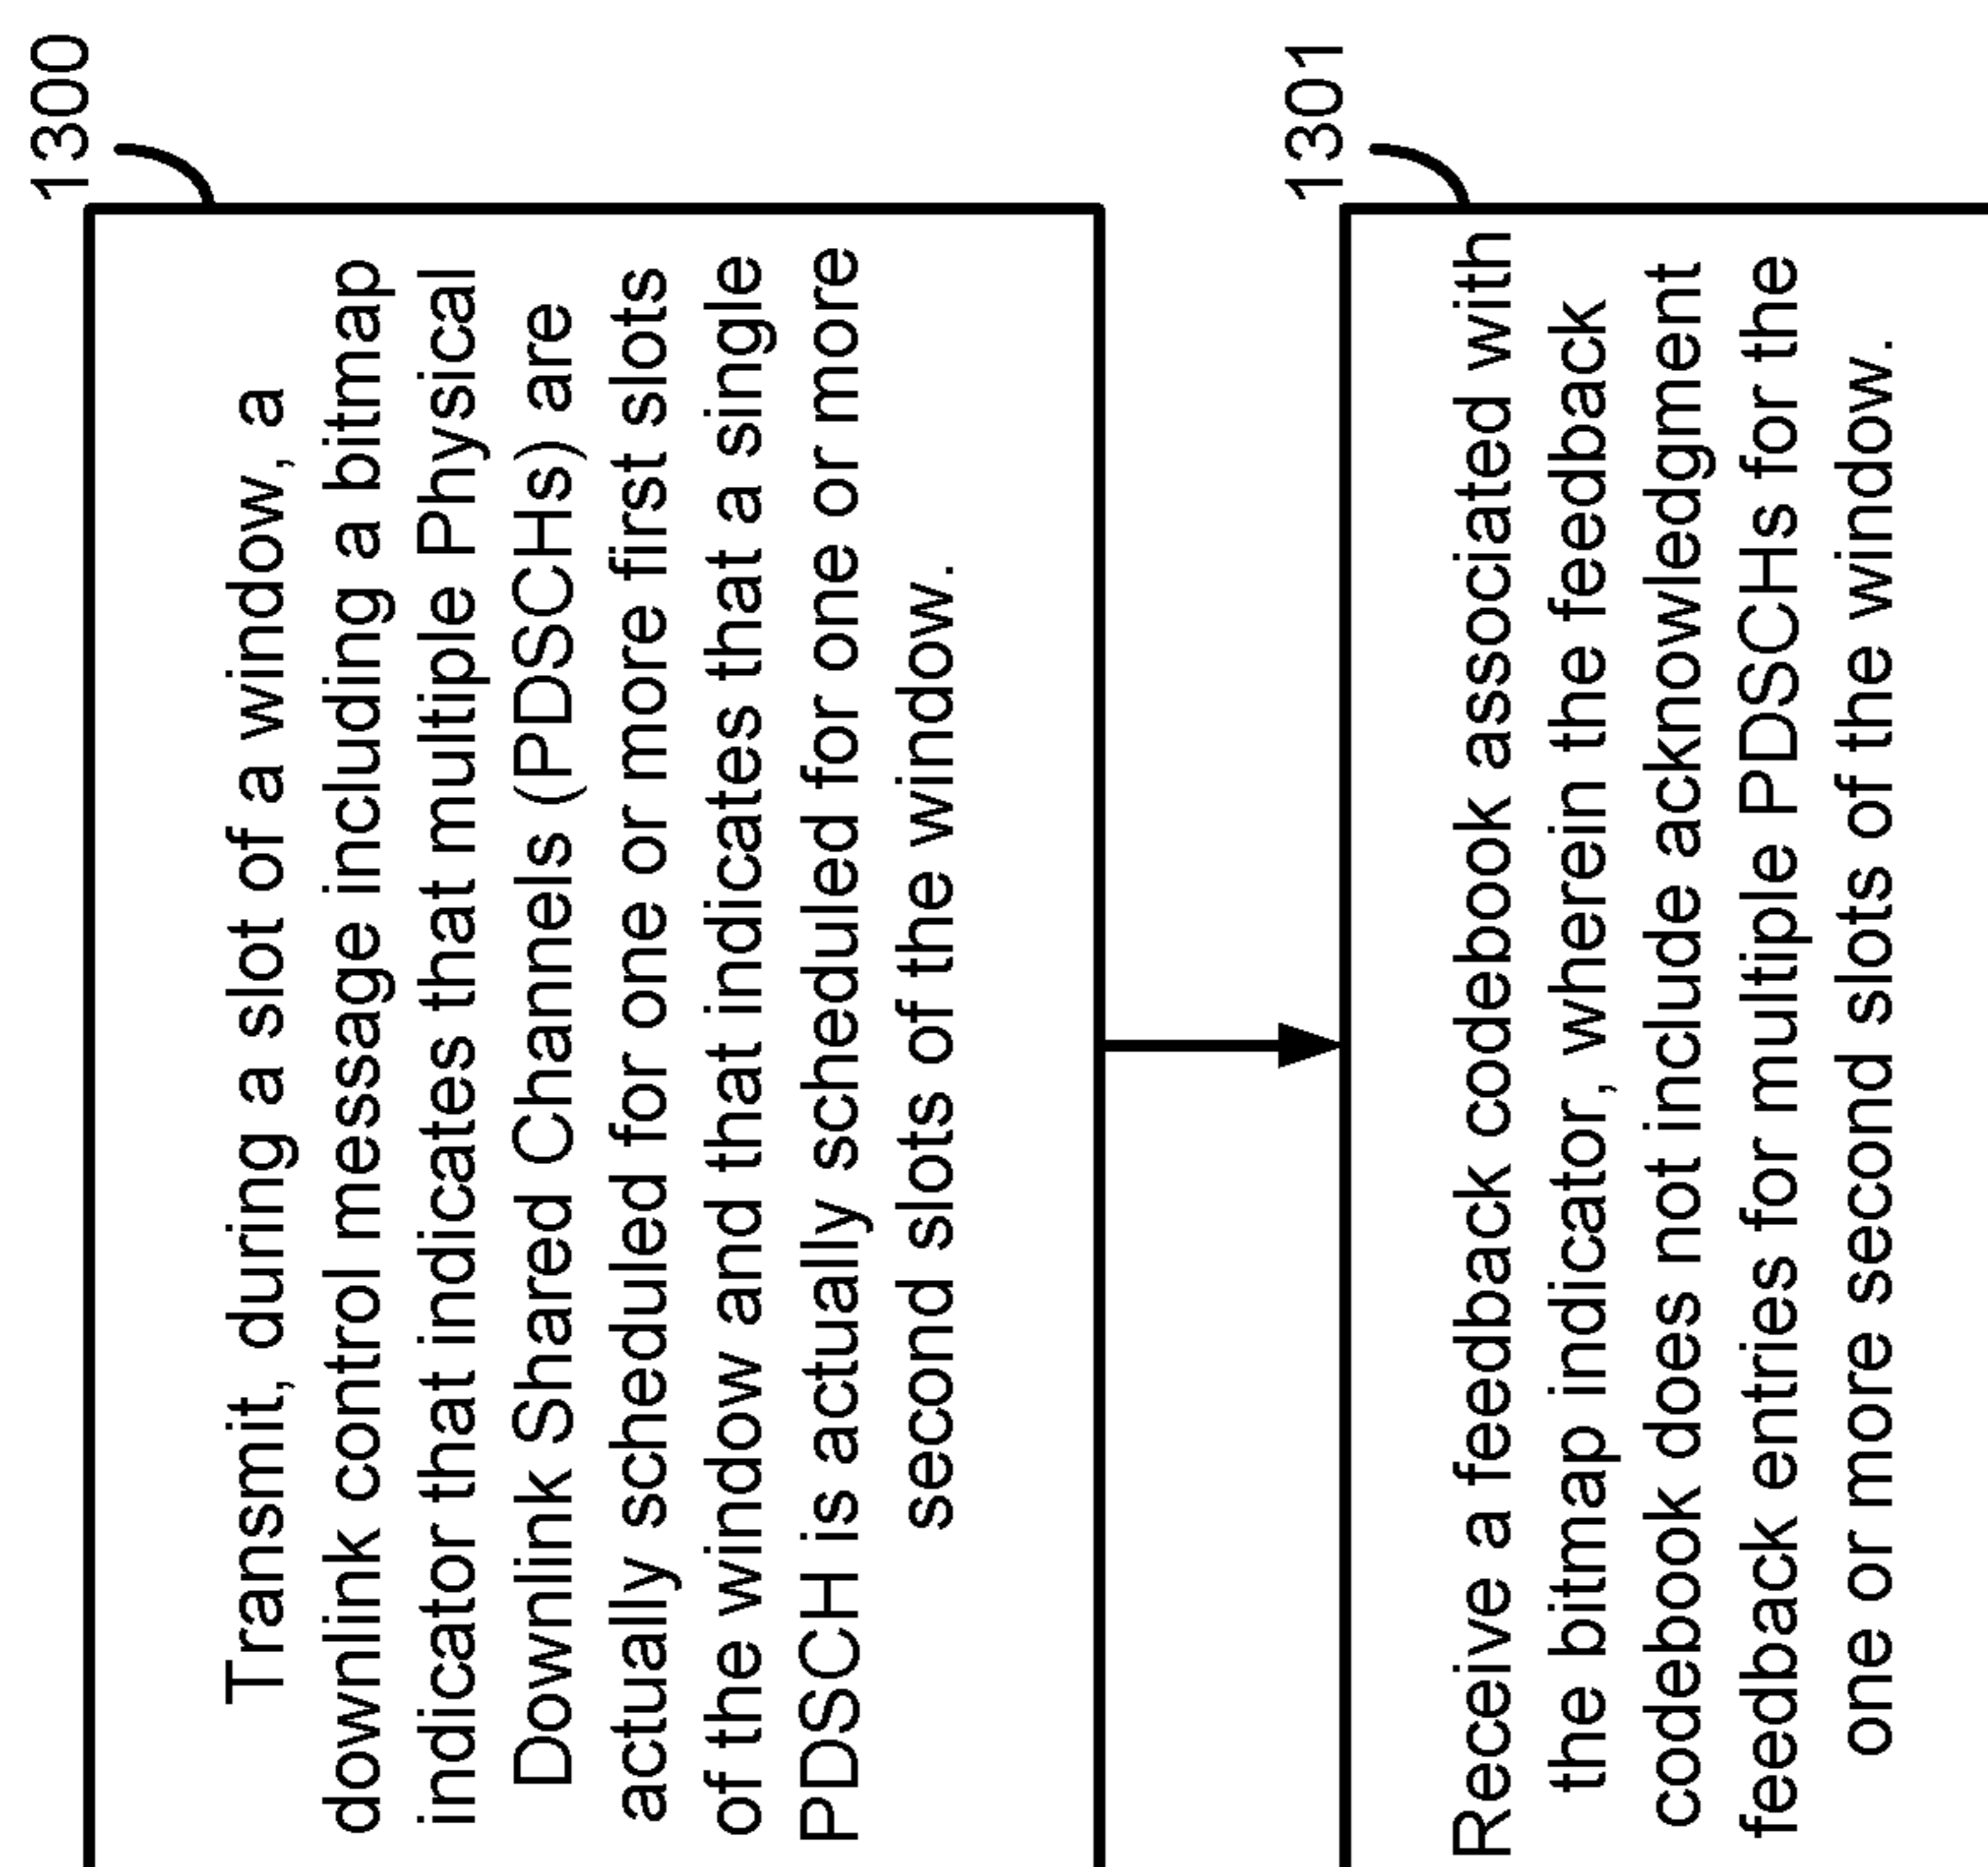 1300
Transmit, during a slot of a window, a
downlink control message including a bitmap
indicator that indicates that multiple Physical
Downlink Shared Channels (PDSCHs) are
actually scheduled for one or more first slots
of the window and that indicates that a single
PDSCH is actually scheduled for one or more
second slots of the window.
1301
Receive a feedback codebook associated with
the bitmap indicator, wherein the feedback
codebook does not include acknowledgment
feedback entries for multiple PDSCHs for the
one or more second slots of the window.